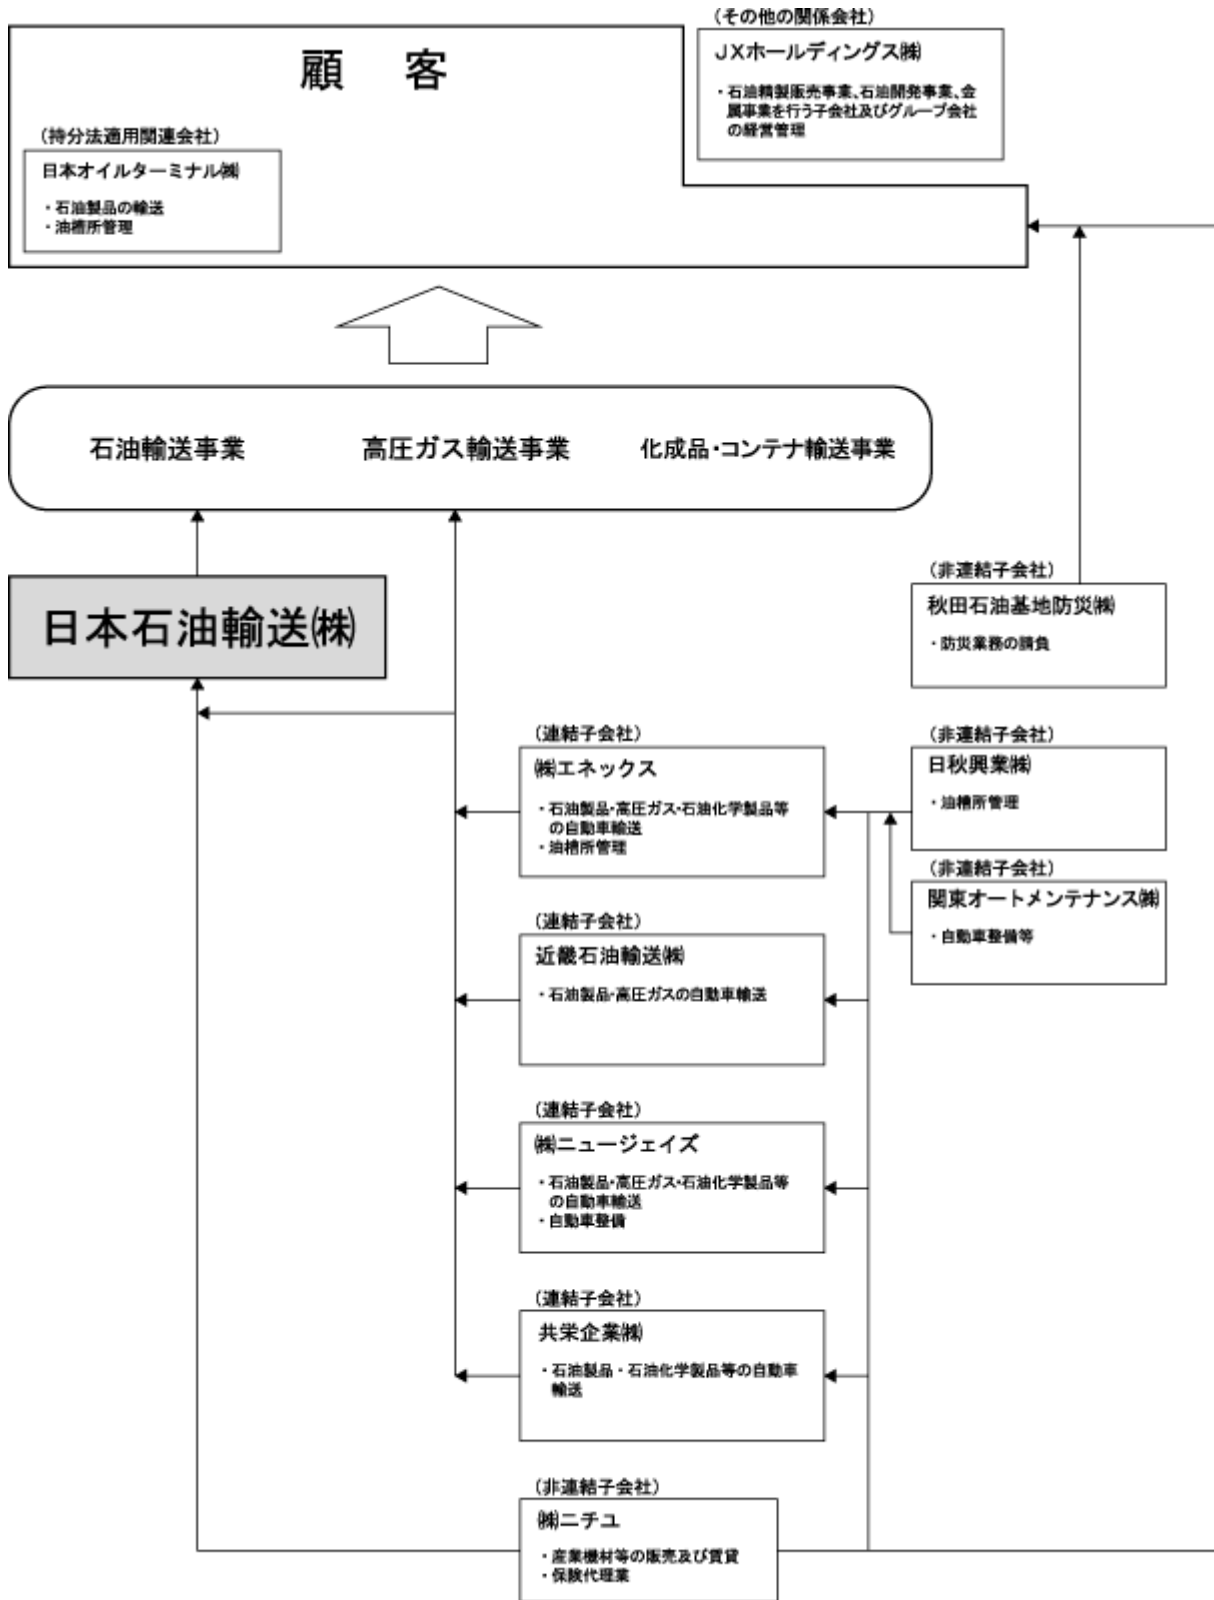 (その他の関係会社)
JXホールディングス㈱
・石油精製販売事業、石油開発事業、金
属事業を行う子会社及びグループ会社
の経営管理
顧 客
(持分法適用関連会社)
日本オイルターミナル㈱
・石油製品の輸送
・油槽所管理
石油輸送事業 高圧ガス輸送事業 化成品・コンテナ輸送事業
日本石油輸送㈱
(非連結子会社)
秋田石油基地防災㈱
・防災業務の請負
(連結子会社)
㈱エネックス
・石油製品・高圧ガス・石油化学製品等
の自動車輸送
・油槽所管理
(非連結子会社)
日秋興業㈱
・油槽所管理
(非連結子会社)
関東オートメンテナンス㈱
・自動車整備等
(連結子会社)
近畿石油輸送㈱
・石油製品・高圧ガスの自動車輸送
(連結子会社)
㈱ニュージェイズ
・石油製品・高圧ガス・石油化学製品等
の自動車輸送
・自動車整備
(連結子会社)
共栄企業㈱
・石油製品・石油化学製品等の自動車
輸送
(非連結子会社)
㈱ニチユ
・産業機材等の販売及び賃貸
・保険代理業